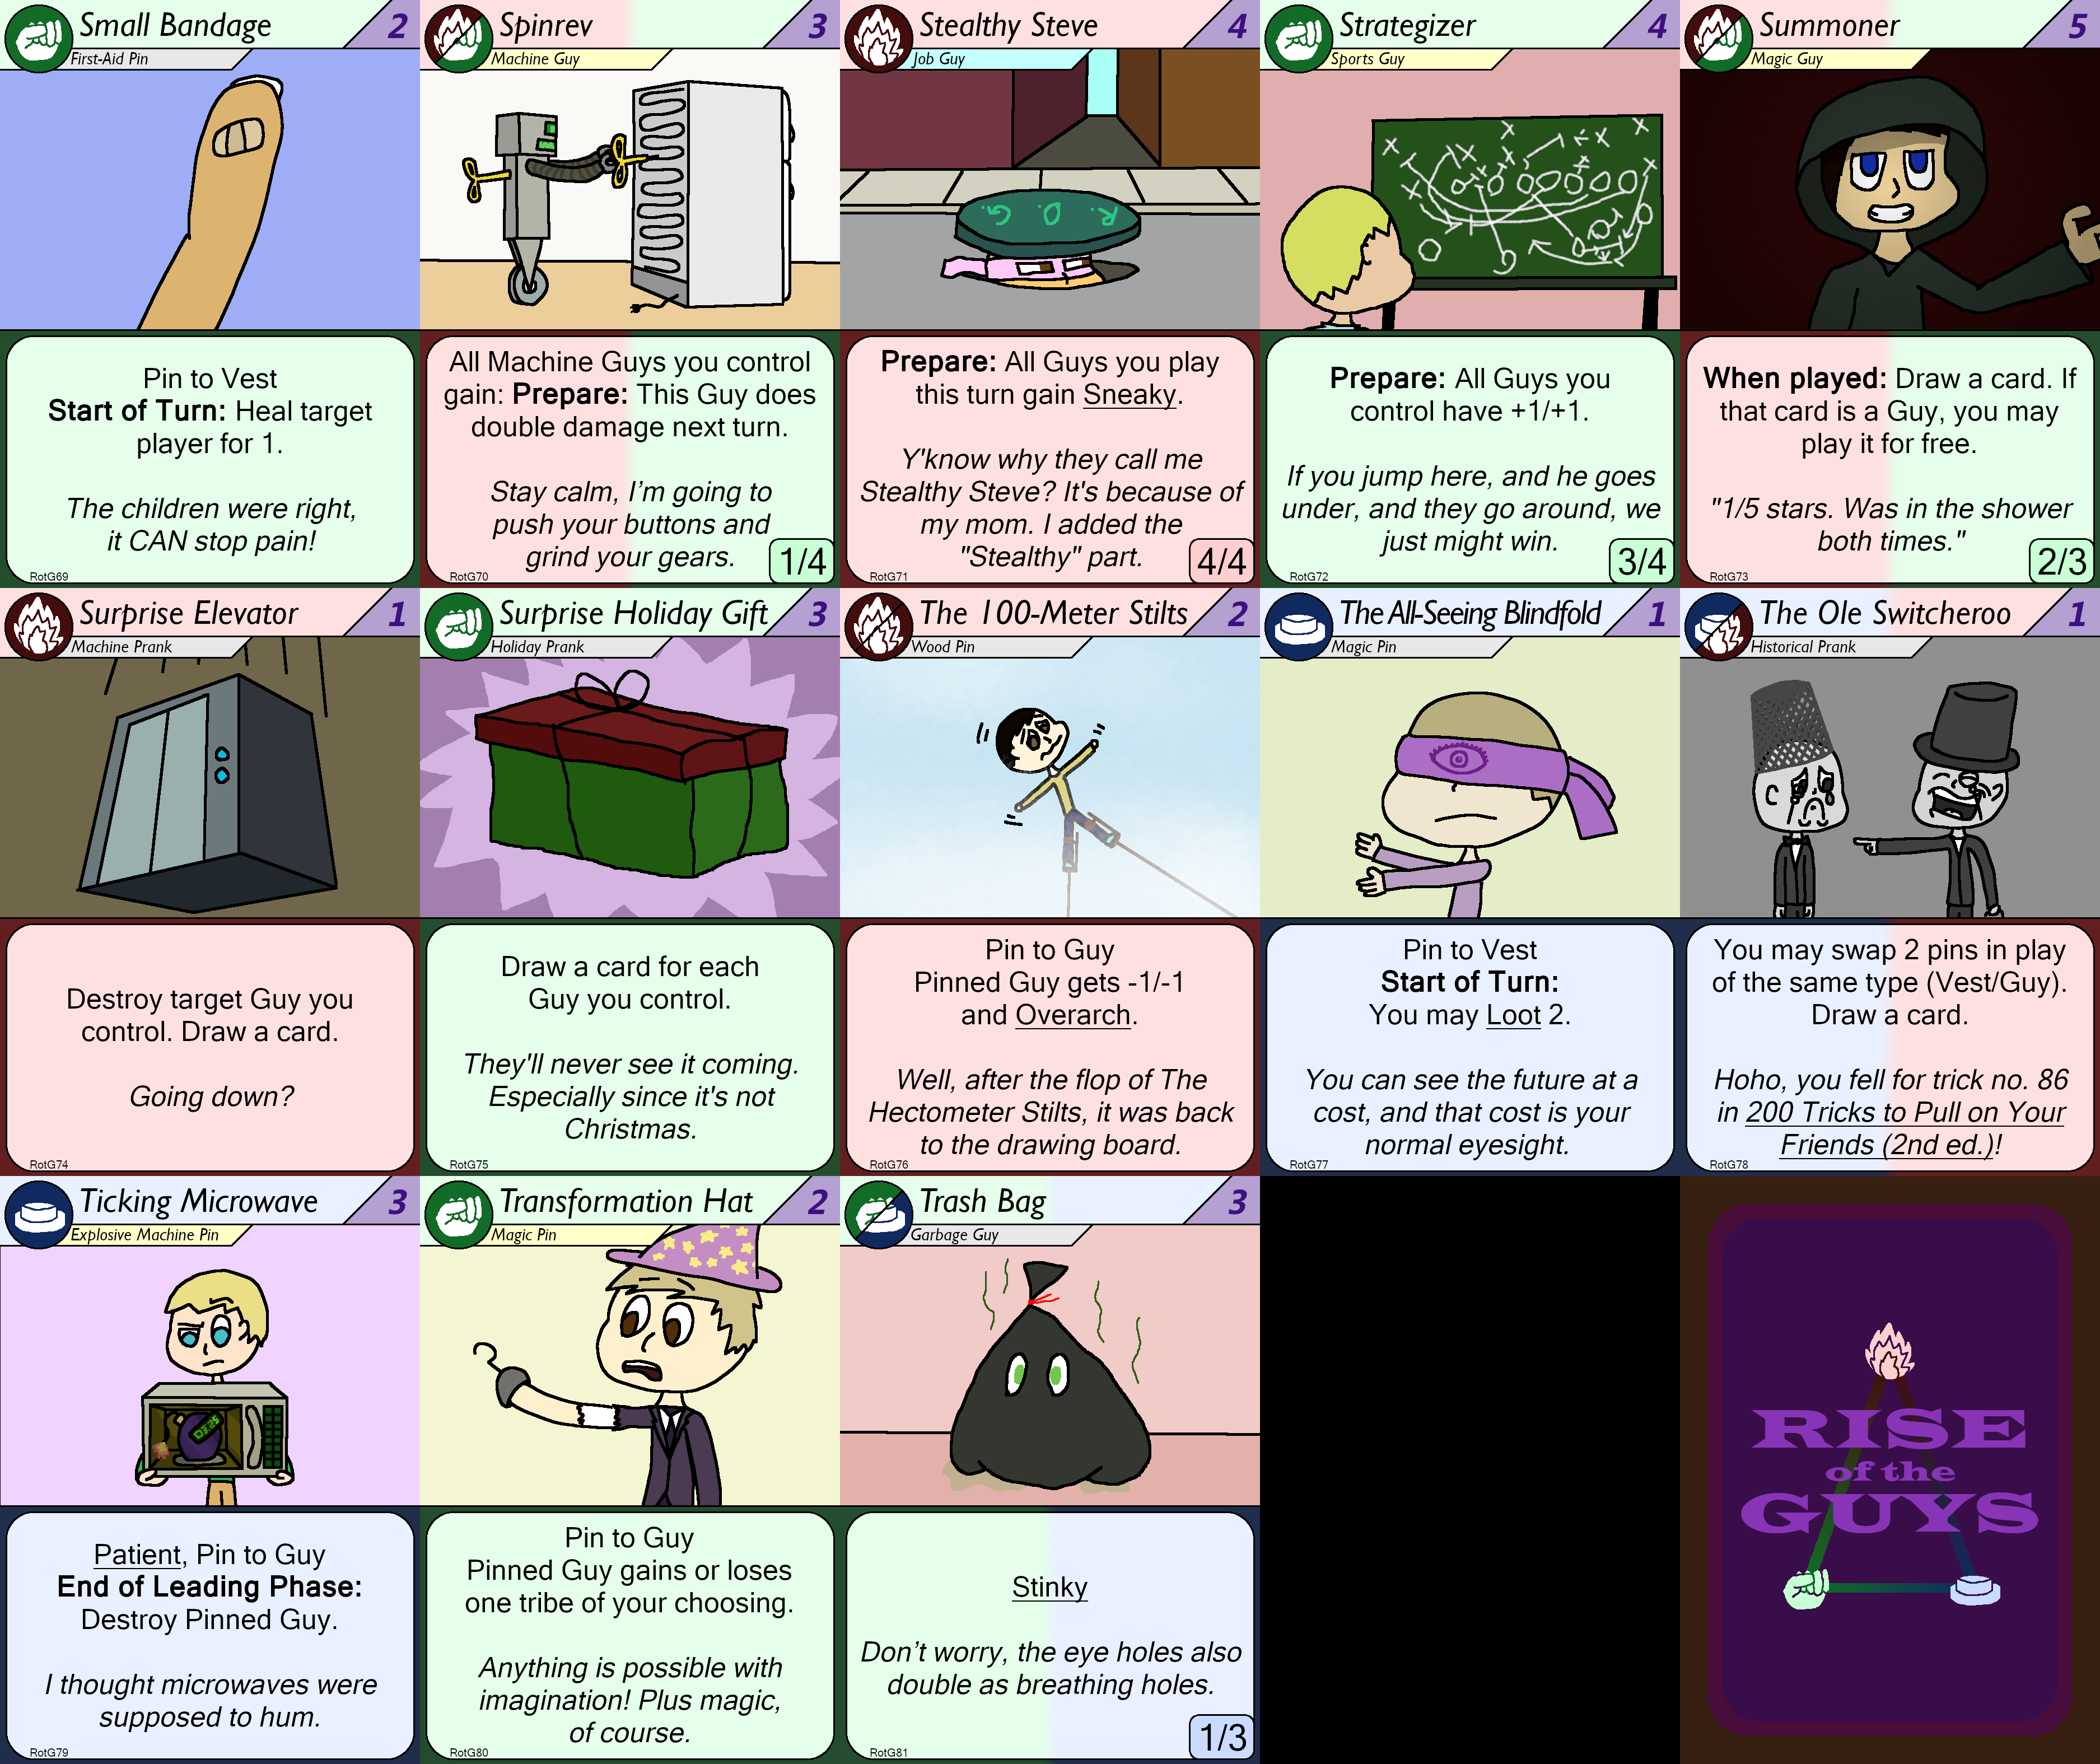 Small Bandage
2
First-Aid Pin
Pin to Vest
Start of Turn: Heal target
player for 1.
The children were right,
it CAN stop pain!
RotG69
Spinrev
3
Machine Guy
All Machine Guys you control
gain: Prepare: This Guy does
double damage next turn.
Stay calm, I'm going to
push your buttons and
grind your gears.
1/4
RotG70
Stealthy Steve
4
Job Guy
R. O. G.
Prepare: All Guys you play
this turn gain Sneaky.
Y'know why they call me
Stealthy Steve? It's because of
my mom. I added the
"Stealthy" part.
4/4
RotG71
Strategizer
4
Sports Guy
Prepare: All Guys you
control have +1/+1.
If you jump here, and he goes
under, and they go around, we
just might win.
3/4
RotG72
Summoner
5
Magic Guy
When played: Draw a card. If
that card is a Guy, you may
play it for free.
"1/5 stars. Was in the shower
both times."
2/3
RotG73
Surprise Elevator
1
Machine Prank
Destroy target Guy you
control. Draw a card.
Going down?
RotG74
Surprise Holiday Gift
3
Holiday Prank
Draw a card for each
Guy you control.
They'll never see it coming.
Especially since it's not
Christmas.
RotG75
The 100-Meter Stilts
2
Wood Pin
Pin to Guy
Pinned Guy gets -1/-1
and Overarch.
Well, after the flop of The
Hectometer Stilts, it was back
to the drawing board.
RotG76
The All-Seeing Blindfold
1
Magic Pin
Pin to Vest
Start of Turn:
You may Loot 2.
You can see the future at a
cost, and that cost is your
normal eyesight.
RotG77
The Ole Switcheroo
1
Historical Prank
You may swap 2 pins in play
of the same type (Vest/Guy).
Draw a card.
Hoho, you fell for trick no. 86
in 200 Tricks to Pull on Your
Friends (2nd ed.)!
RotG78
Ticking Microwave
3
Explosive Machine Pin
03:25
Patient, Pin to Guy
End of Leading Phase:
Destroy Pinned Guy.
I thought microwaves were
supposed to hum.
RotG79
Transformation Hat
2
Magic Pin
Pin to Guy
Pinned Guy gains or loses
one tribe of your choosing.
Anything is possible with
imagination! Plus magic,
of course.
RotG80
Trash Bag
3
Garbage Guy
Stinky
Don't worry, the eye holes also
double as breathing holes.
1/3
RotG81
RISE
of the
GUYS